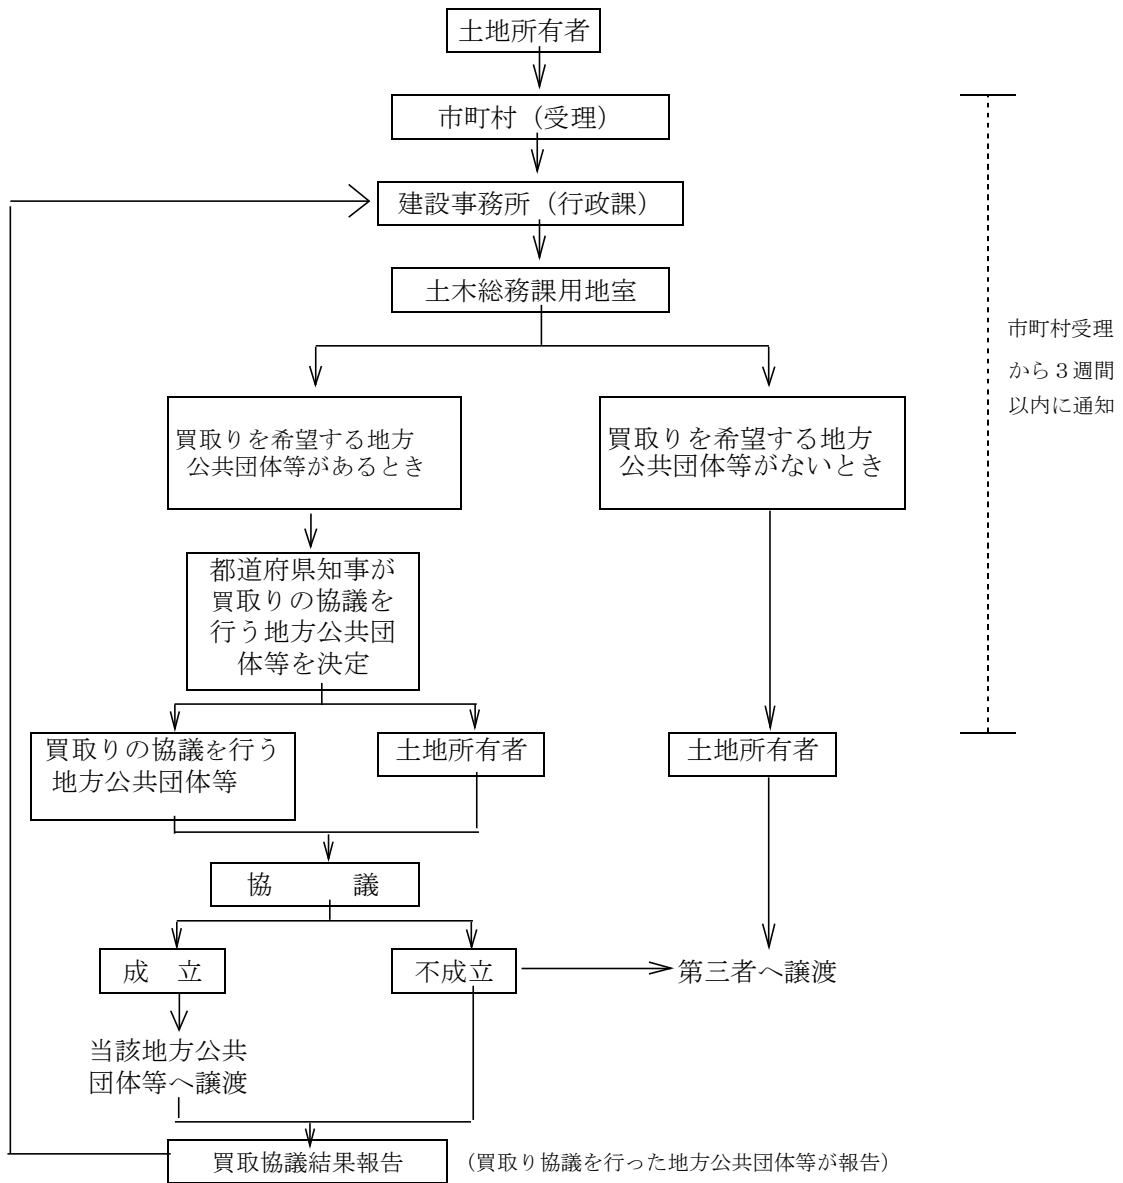 土地所有者
市町村（受理）
建設事務所（行政課）
土木総務課用地室
市町村受理
から３週間
以内に通知
買取りを希望する地方
公共団体等があるとき
買取りを希望する地方
公共団体等がないとき
都道府県知事が
買取りの協議を
行う地方公共団
体等を決定
買取りの協議を行う
地方公共団体等
土地所有者
土地所有者
協　　　議
成　立
不成立
第三者へ譲渡
当該地方公共
団体等へ譲渡
買取協議結果報告
（買取り協議を行った地方公共団体等が報告）